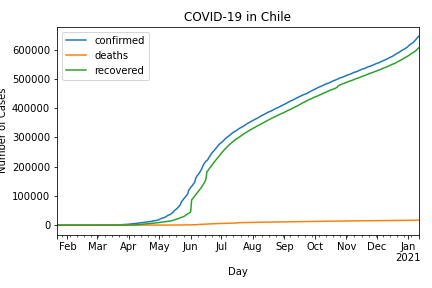 COVID-19 in Chile
confirmed
deaths
recovered
600000
500000
400000
300000
200000
100000
0
Number of Cases
Feb Mar Apr May Jun Jul Aug Sep Oct Nov Dec Jan
2021
Day